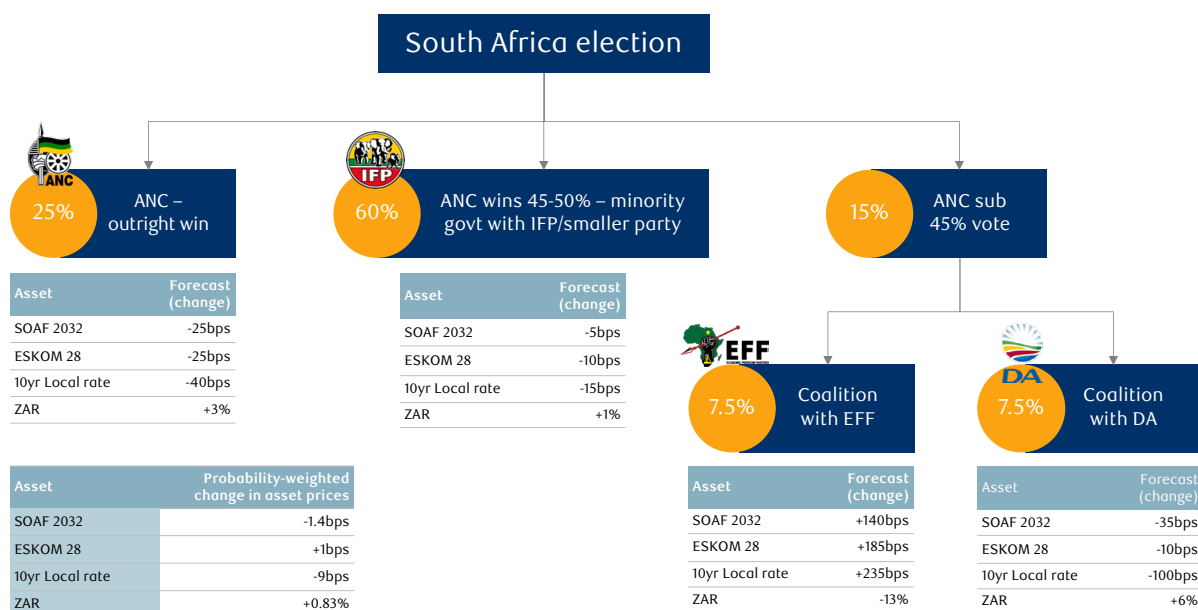 South Africa election
ANC
25%
ANC –
outright win
IFP
60%
ANC wins 45-50% – minority
govt with IFP/smaller party
15%
ANC sub
45% vote
Asset Forecast
(change)
SOAF 2032 -25bps
ESKOM 28 -25bps
10yr Local rate -40bps
ZAR +3%
Asset Forecast
(change)
SOAF 2032 -5bps
ESKOM 28 -10bps
10yr Local rate -15bps
ZAR +1%
EFF
ECONOMIC FREEDOM FIGHTERS
7.5%
Coalition
with EFF
DA
7.5%
Coalition
with DA
Asset Probability-weighted
change in asset prices
SOAF 2032 -1.4bps
ESKOM 28 +1bps
10yr Local rate -9bps
ZAR +0.83%
Asset Forecast
(change)
SOAF 2032 +140bps
ESKOM 28 +185bps
10yr Local rate +235bps
ZAR -13%
Asset Forecast
(change)
SOAF 2032 -35bps
ESKOM 28 -10bps
10yr Local rate -100bps
ZAR +6%